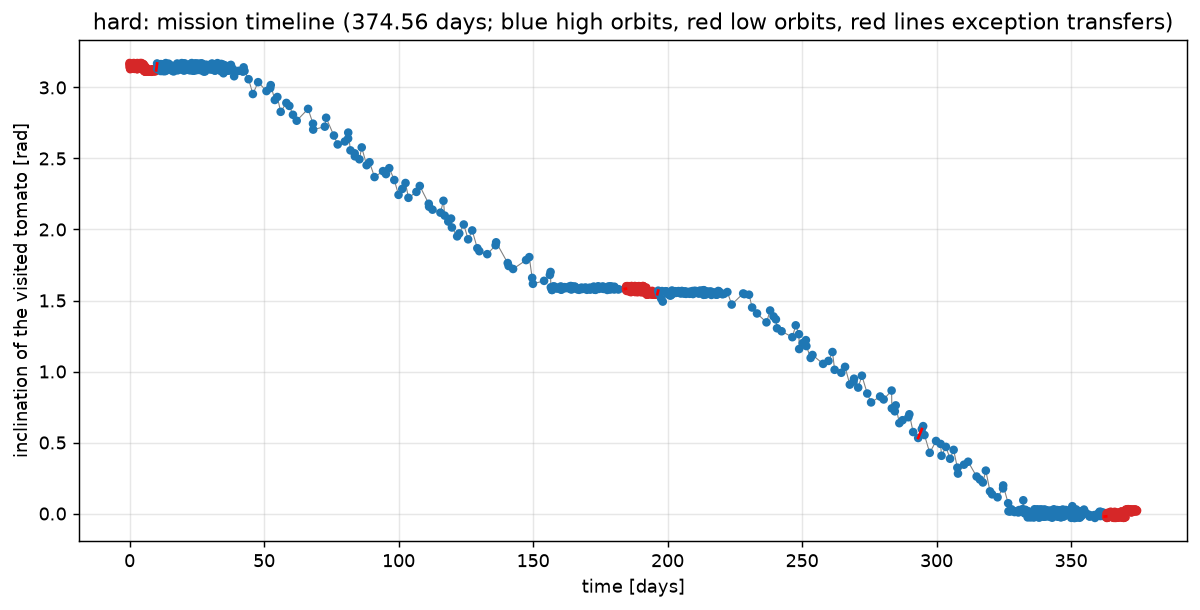 hard: mission timeline (374.56 days; blue high orbits, red low orbits, red lines exception transfers)
inclination of the visited tomato [rad]
3.0
2.5
2.0
1.5
1.0
0.5
0.0
0 50 100 150 200 250 300 350
time [days]